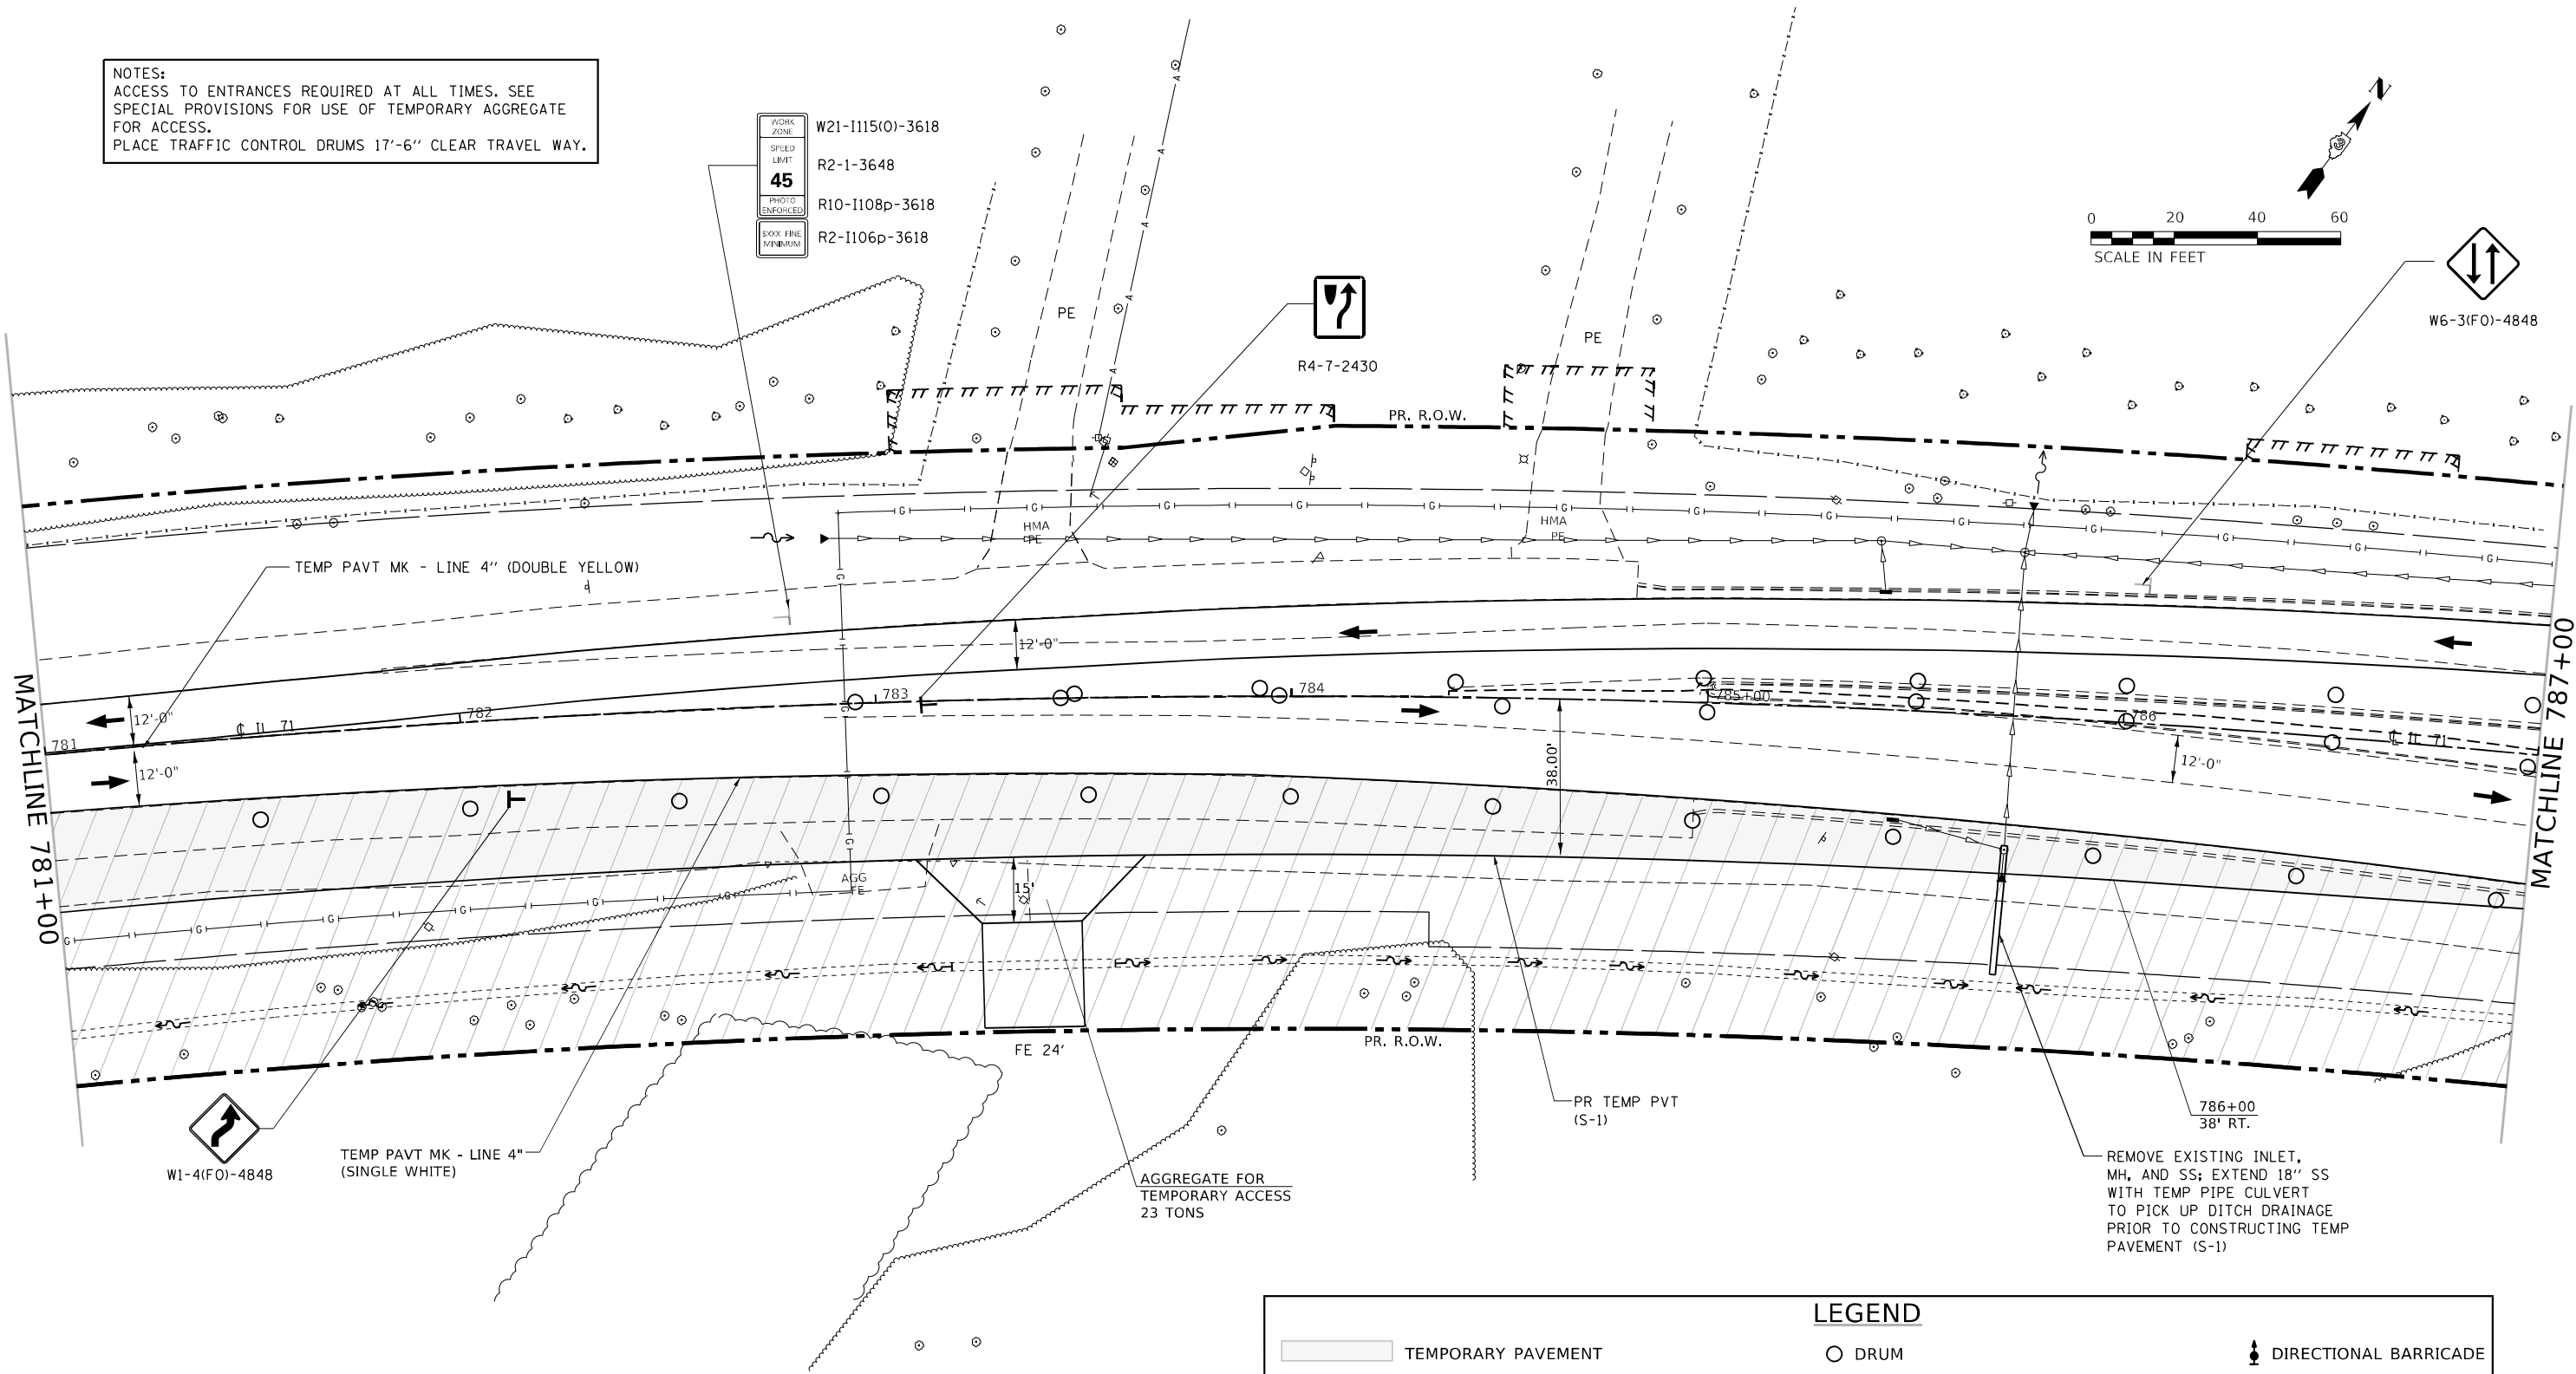 NOTES:
ACCESS TO ENTRANCES REQUIRED AT ALL TIMES. SEE
SPECIAL PROVISIONS FOR USE OF TEMPORARY AGGREGATE
FOR ACCESS.
PLACE TRAFFIC CONTROL DRUMS 17'-6'' CLEAR TRAVEL WAY.
WORK
ZONE
SPEED
LIMIT
45
PHOTO
ENFORCED
$XXX FINE
MINIMUM
W21-I115(O)-3618
R2-1-3648
R10-I108p-3618
R2-I106p-3618
N
3
0 20 40 60
SCALE IN FEET
W6-3(FO)-4848
R4-7-2430
PE
PE
A
A
A
A
A
A
PR. R.O.W.
G G G G G G G G G G G G G
HMA
PE
HMA
PE
TEMP PAVT MK - LINE 4'' (DOUBLE YELLOW)
12'-0"
12'-0"
12'-0"
12'-0"
℄ IL 71
781
782
783
784
785+00
786
℄ IL 71
38.00'
MATCHLINE 781+00
MATCHLINE 787+00
G
G
G
AGG
FE
15'
G G G G G G
FE 24'
PR. R.O.W.
W1-4(FO)-4848
TEMP PAVT MK - LINE 4"
(SINGLE WHITE)
AGGREGATE FOR
TEMPORARY ACCESS
23 TONS
PR TEMP PVT
(S-1)
786+00
38' RT.
REMOVE EXISTING INLET,
MH, AND SS; EXTEND 18'' SS
WITH TEMP PIPE CULVERT
TO PICK UP DITCH DRAINAGE
PRIOR TO CONSTRUCTING TEMP
PAVEMENT (S-1)
LEGEND
TEMPORARY PAVEMENT
DRUM
DIRECTIONAL BARRICADE